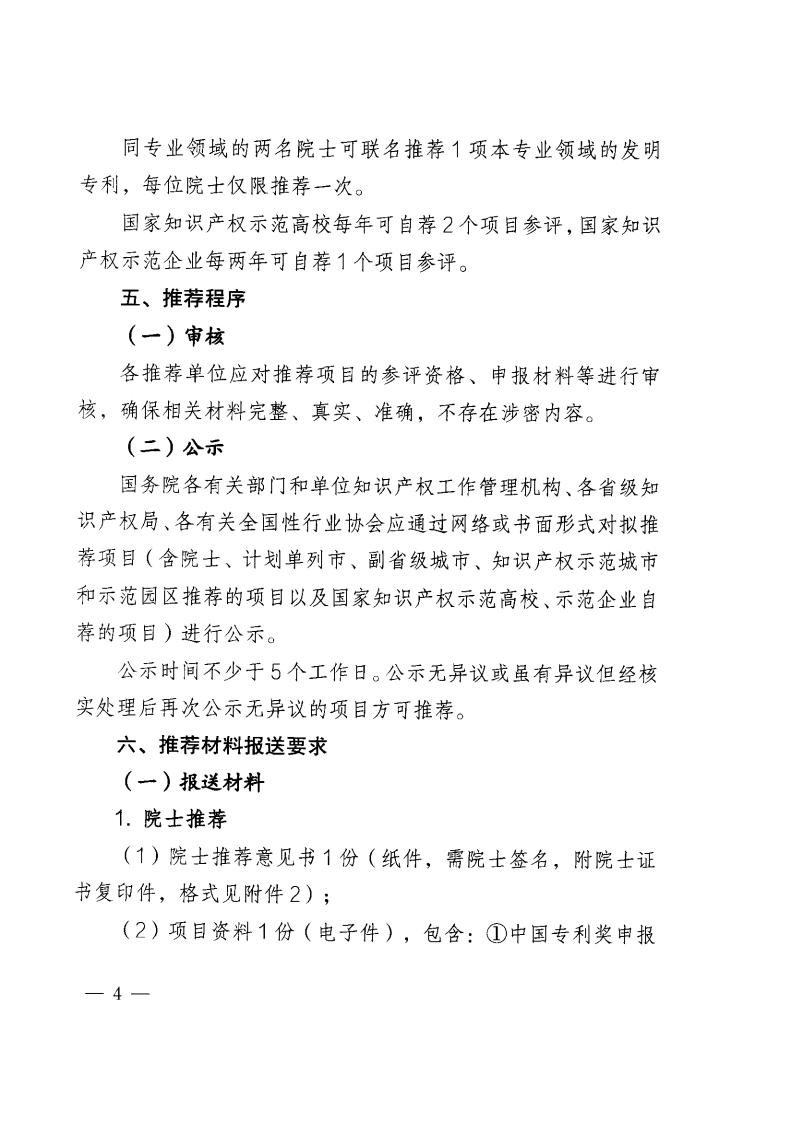 同专业领域的两名院士可联名推荐1项本专业领域的发明
专利，每位院士仅限推荐一次。
国家知识产权示范高校每年可自荐2个项目参评，国家知识
产权示范企业每两年可自荐1个项目参评。
五、推荐程序
（一）审核
各推荐单位应对推荐项目的参评资格、申报材料等进行审
核，确保相关材料完整、真实、准确，不存在涉密内容。
（二）公示
国务院各有关部门和单位知识产权工作管理机构、各省级知
识产权局、各有关全国性行业协会应通过网络或书面形式对拟推
荐项目（含院士、计划单列市、副省级城市、知识产权示范城市
和示范园区推荐的项目以及国家知识产权示范高校、示范企业自
荐的项目）进行公示。
公示时间不少于5个工作日。公示无异议或虽有异议但经核
实处理后再次公示无异议的项目方可推荐。
六、推荐材料报送要求
（一）报送材料
1. 院士推荐
（1）院士推荐意见书1份（纸件，需院士签名，附院士证
书复印件，格式见附件2）；
（2）项目资料1份（电子件），包含：①中国专利奖申报
— 4 —